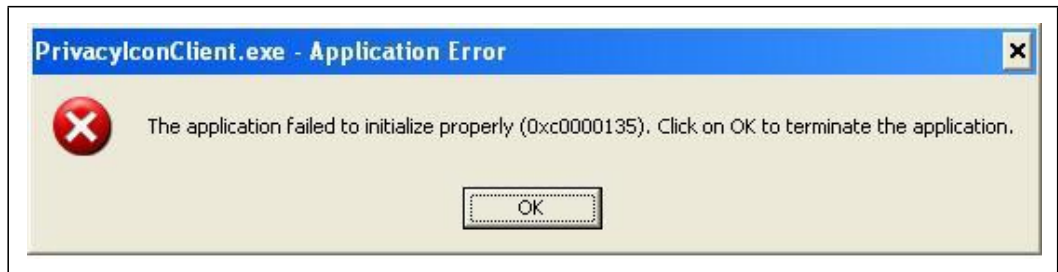 PrivacyIconClient.exe - Application Error
The application failed to initialize properly (0xc0000135). Click on OK to terminate the application.
OK